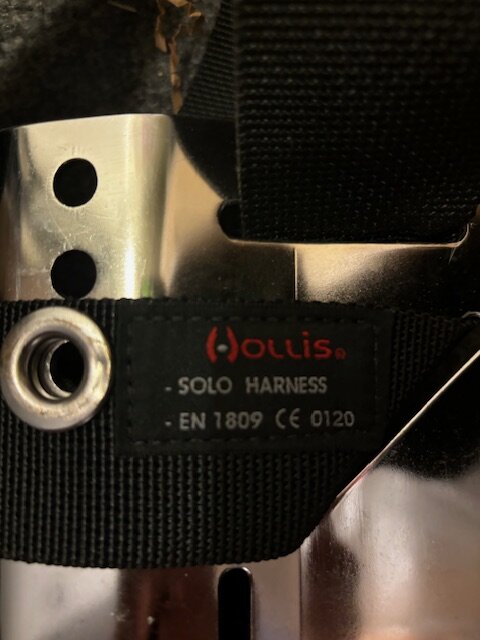 Hollis®
- SOLO HARNESS
- EN 1809 CE 0120